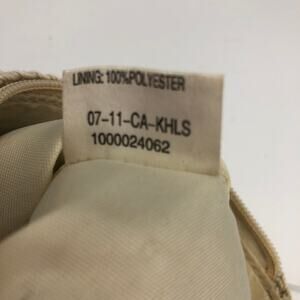 LINING: 100%POLYESTER
07-11-CA-KHLS
1000024062